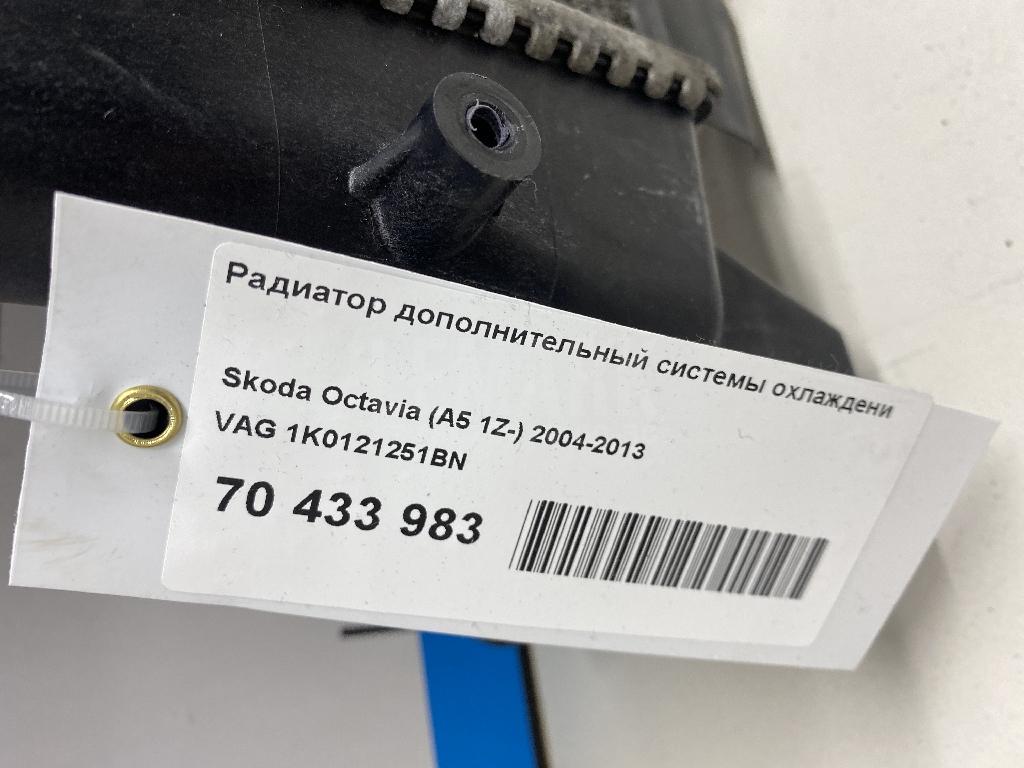 Радиатор дополнительный системы охлаждени
Skoda Octavia (A5 1Z-) 2004-2013
VAG 1K0121251BN
70 433 983